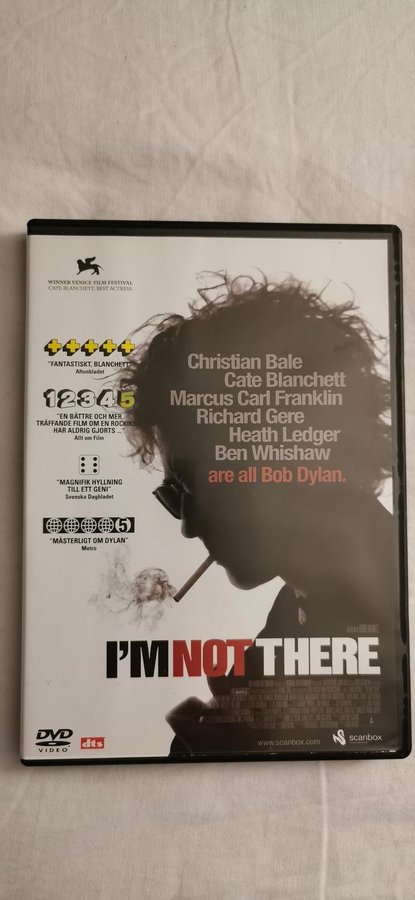 WINNER VENICE FILM FESTIVAL
CATE BLANCHETT, BEST ACTRESS
+++++
"FANTASTISKT, BLANCHETT
Aftonbladet
12345
"EN BÄTTRE OCH MER
TRÄFFANDE FILM OM EN ROCKIKON
HAR ALDRIG GJORTS ..."
Allt om Film
"MAGNIFIK HYLLNING
TILL ETT GENI"
Svenska Dagbladet
5
"MÄSTERLIGT OM DYLAN"
Metro
Christian Bale
Cate Blanchett
Marcus Carl Franklin
Richard Gere
Heath Ledger
Ben Whishaw
are all Bob Dylan.
I'M NOT THERE
DVD
VIDEO
dts
www.scanbox.com
scanbox